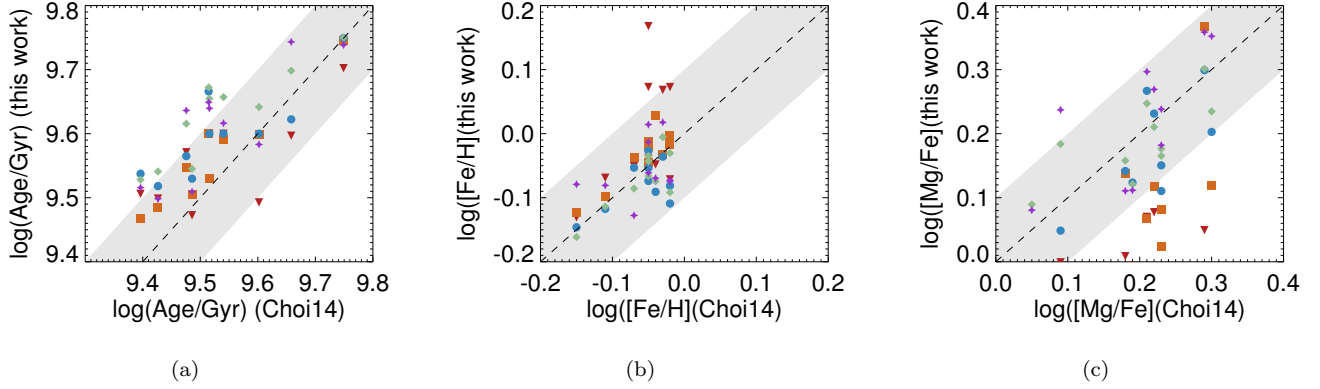 9.8
9.7
9.6
9.5
9.4
log(Age/Gyr) (this work)
9.4 9.5 9.6 9.7 9.8
log(Age/Gyr) (Choi14)
(a)
0.2
0.1
0.0
-0.1
-0.2
log([Fe/H](this work)
-0.2 -0.1 0.0 0.1 0.2
log([Fe/H](Choi14)
(b)
0.4
0.3
0.2
0.1
0.0
log([Mg/Fe](this work)
0.0 0.1 0.2 0.3 0.4
log([Mg/Fe](Choi14)
(c)